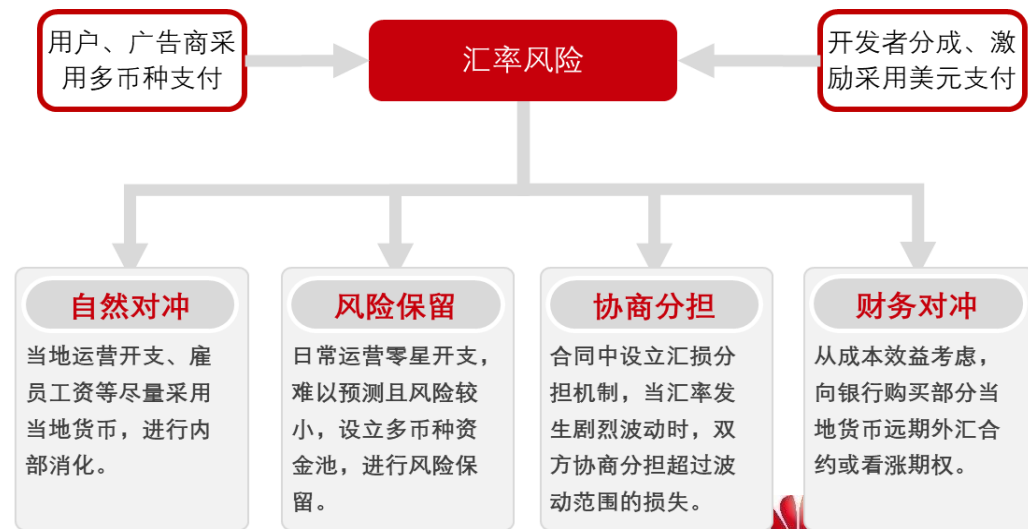 用户、广告商采
用多币种支付
汇率风险
开发者分成、激
励采用美元支付
自然对冲
当地运营开支、雇
员工资等尽量采用
当地货币，进行内
部消化。
风险保留
日常运营零星开支，
难以预测且风险较
小，设立多币种资
金池，进行风险保
留。
协商分担
合同中设立汇损分
担机制，当汇率发
生剧烈波动时，双
方协商分担超过波
动范围的损失。
财务对冲
从成本效益考虑，
向银行购买部分当
地货币远期外汇合
约或看涨期权。